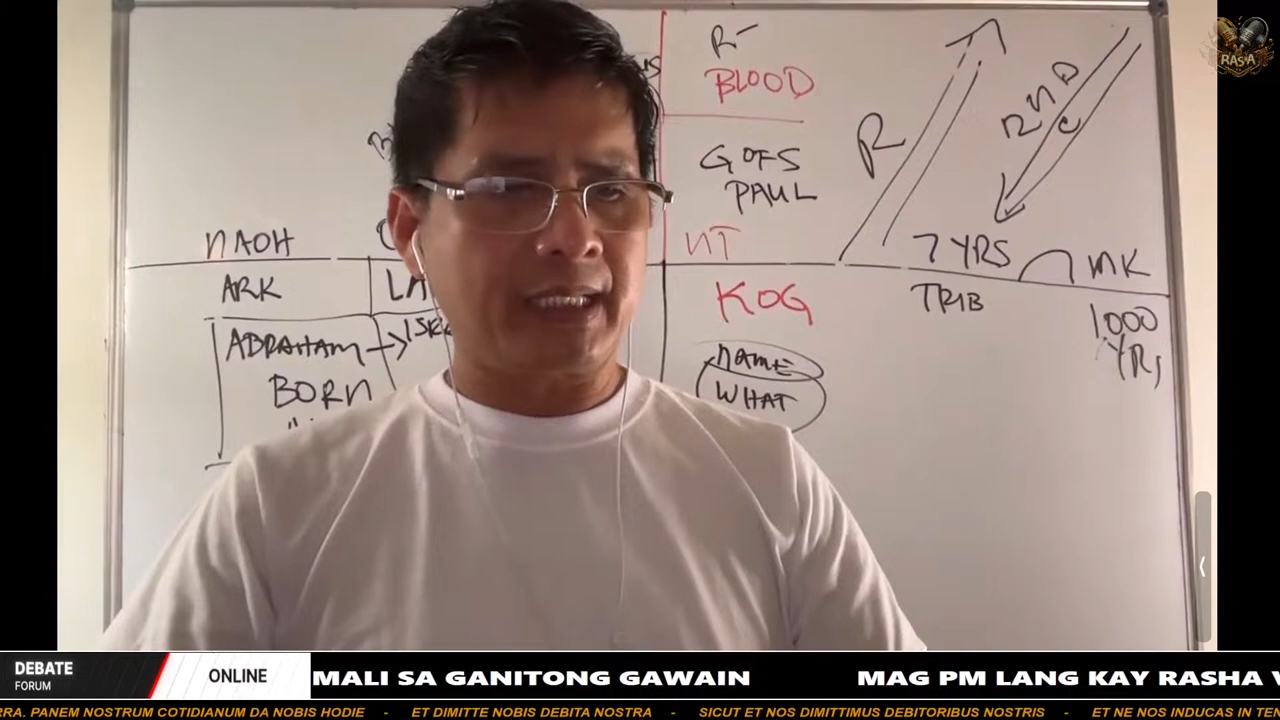 RASA
R
BLOOD
GOFS
PAUL
NT
R
2ND
C
7 YRS
MK
TRIB
1000
YRS
NAOH
ARK
ABRAHAM
BORN
KOG
NAME
WHAT
DEBATE
FORUM
ONLINE
MALI SA GANITONG GAWAIN MAG PM LANG KAY RASHA
RRA. PANEM NOSTRUM COTIDIANUM DA NOBIS HODIE - ET DIMITTE NOBIS DEBITA NOSTRA - SICUT ET NOS DIMITTIMUS DEBITORIBUS NOSTRIS - ET NE NOS INDUCAS IN